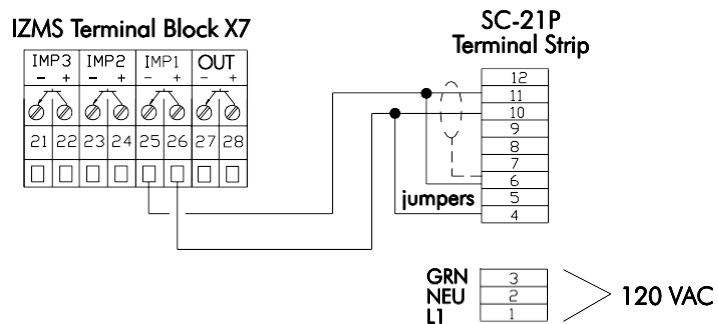 IZMS Terminal Block X7
IMP3 IMP2 IMP1 OUT
- + - + - + - +
21 22 23 24 25 26 27 28
SC-21P
Terminal Strip
12
11
10
9
8
7
6
5
4
jumpers
GRN 3
NEU 2
L1 1
120 VAC